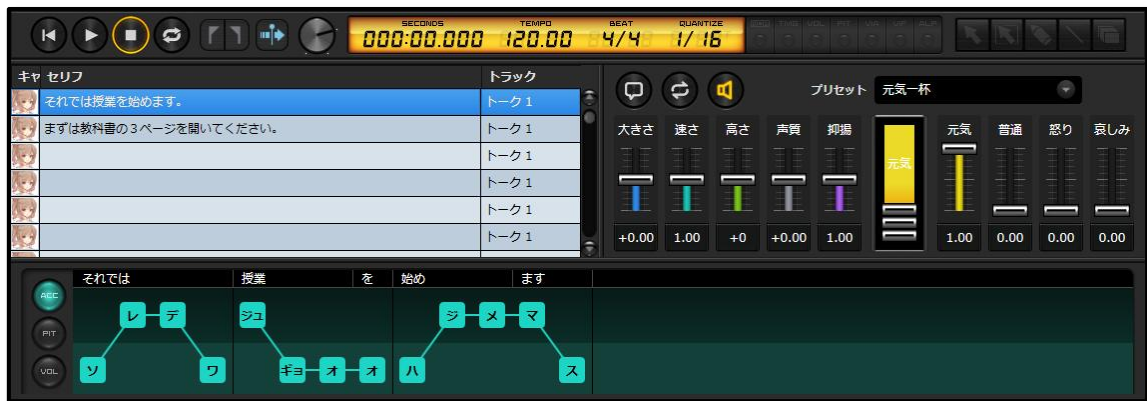 SECONDS TEMPO BEAT QUANTIZE
000:00.000 120.00 4/4 1/16
キャ セリフ トラック
それでは授業を始めます。 トーク1
まずは教科書の3ページを開いてください。 トーク1
トーク1
トーク1
トーク1
トーク1
プリセット 元気一杯
大きさ 速さ 高さ 声質 抑揚 元気 普通 怒り 哀しみ
元気
+0.00 1.00 +0 +0.00 1.00 1.00 0.00 0.00 0.00
それでは 授業 を 始め ます
ACC
PIT
VOL
ソ レ デ ワ ジュ ギョ オ オ ハ ジ メ マ ス